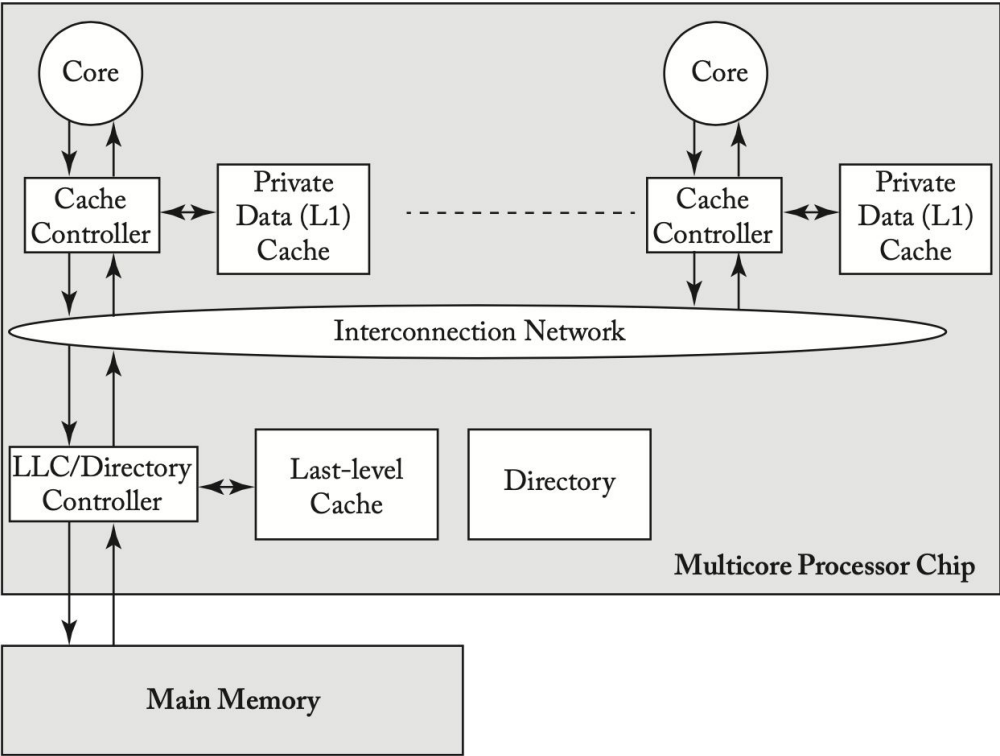 Core
Core
Cache
Controller
Private
Data (L1)
Cache
Cache
Controller
Private
Data (L1)
Cache
Interconnection Network
LLC/Directory
Controller
Last-level
Cache
Directory
Multicore Processor Chip
Main Memory